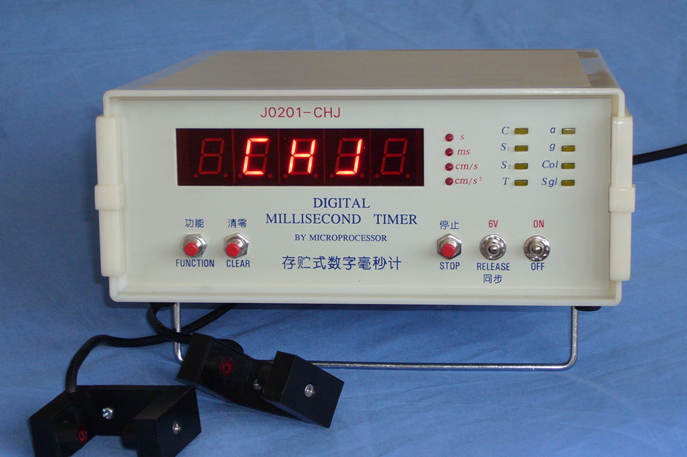 J0201-CHJ
CHJ
s
ms
cm/s
cm/s²
C
S₁
S₂
T
a
g
Col
Sgl
DIGITAL
MILLISECOND TIMER
BY MICROPROCESSOR
存贮式数字毫秒计
功能
FUNCTION
清零
CLEAR
停止
STOP
6V
RELEASE
同步
ON
OFF